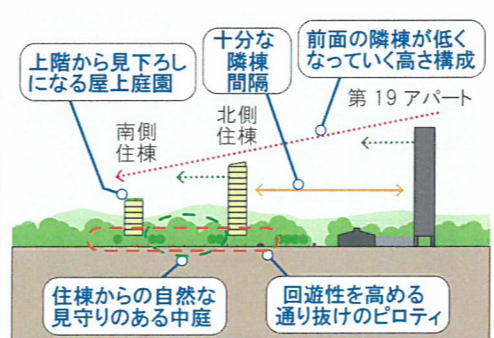 上階から見下ろし
になる屋上庭園
十分な
隣棟
間隔
前面の隣棟が低く
なっていく高さ構成
第19アパート
北側
住棟
南側
住棟
住棟からの自然な
見守りのある中庭
回遊性を高める
通り抜けのピロティ